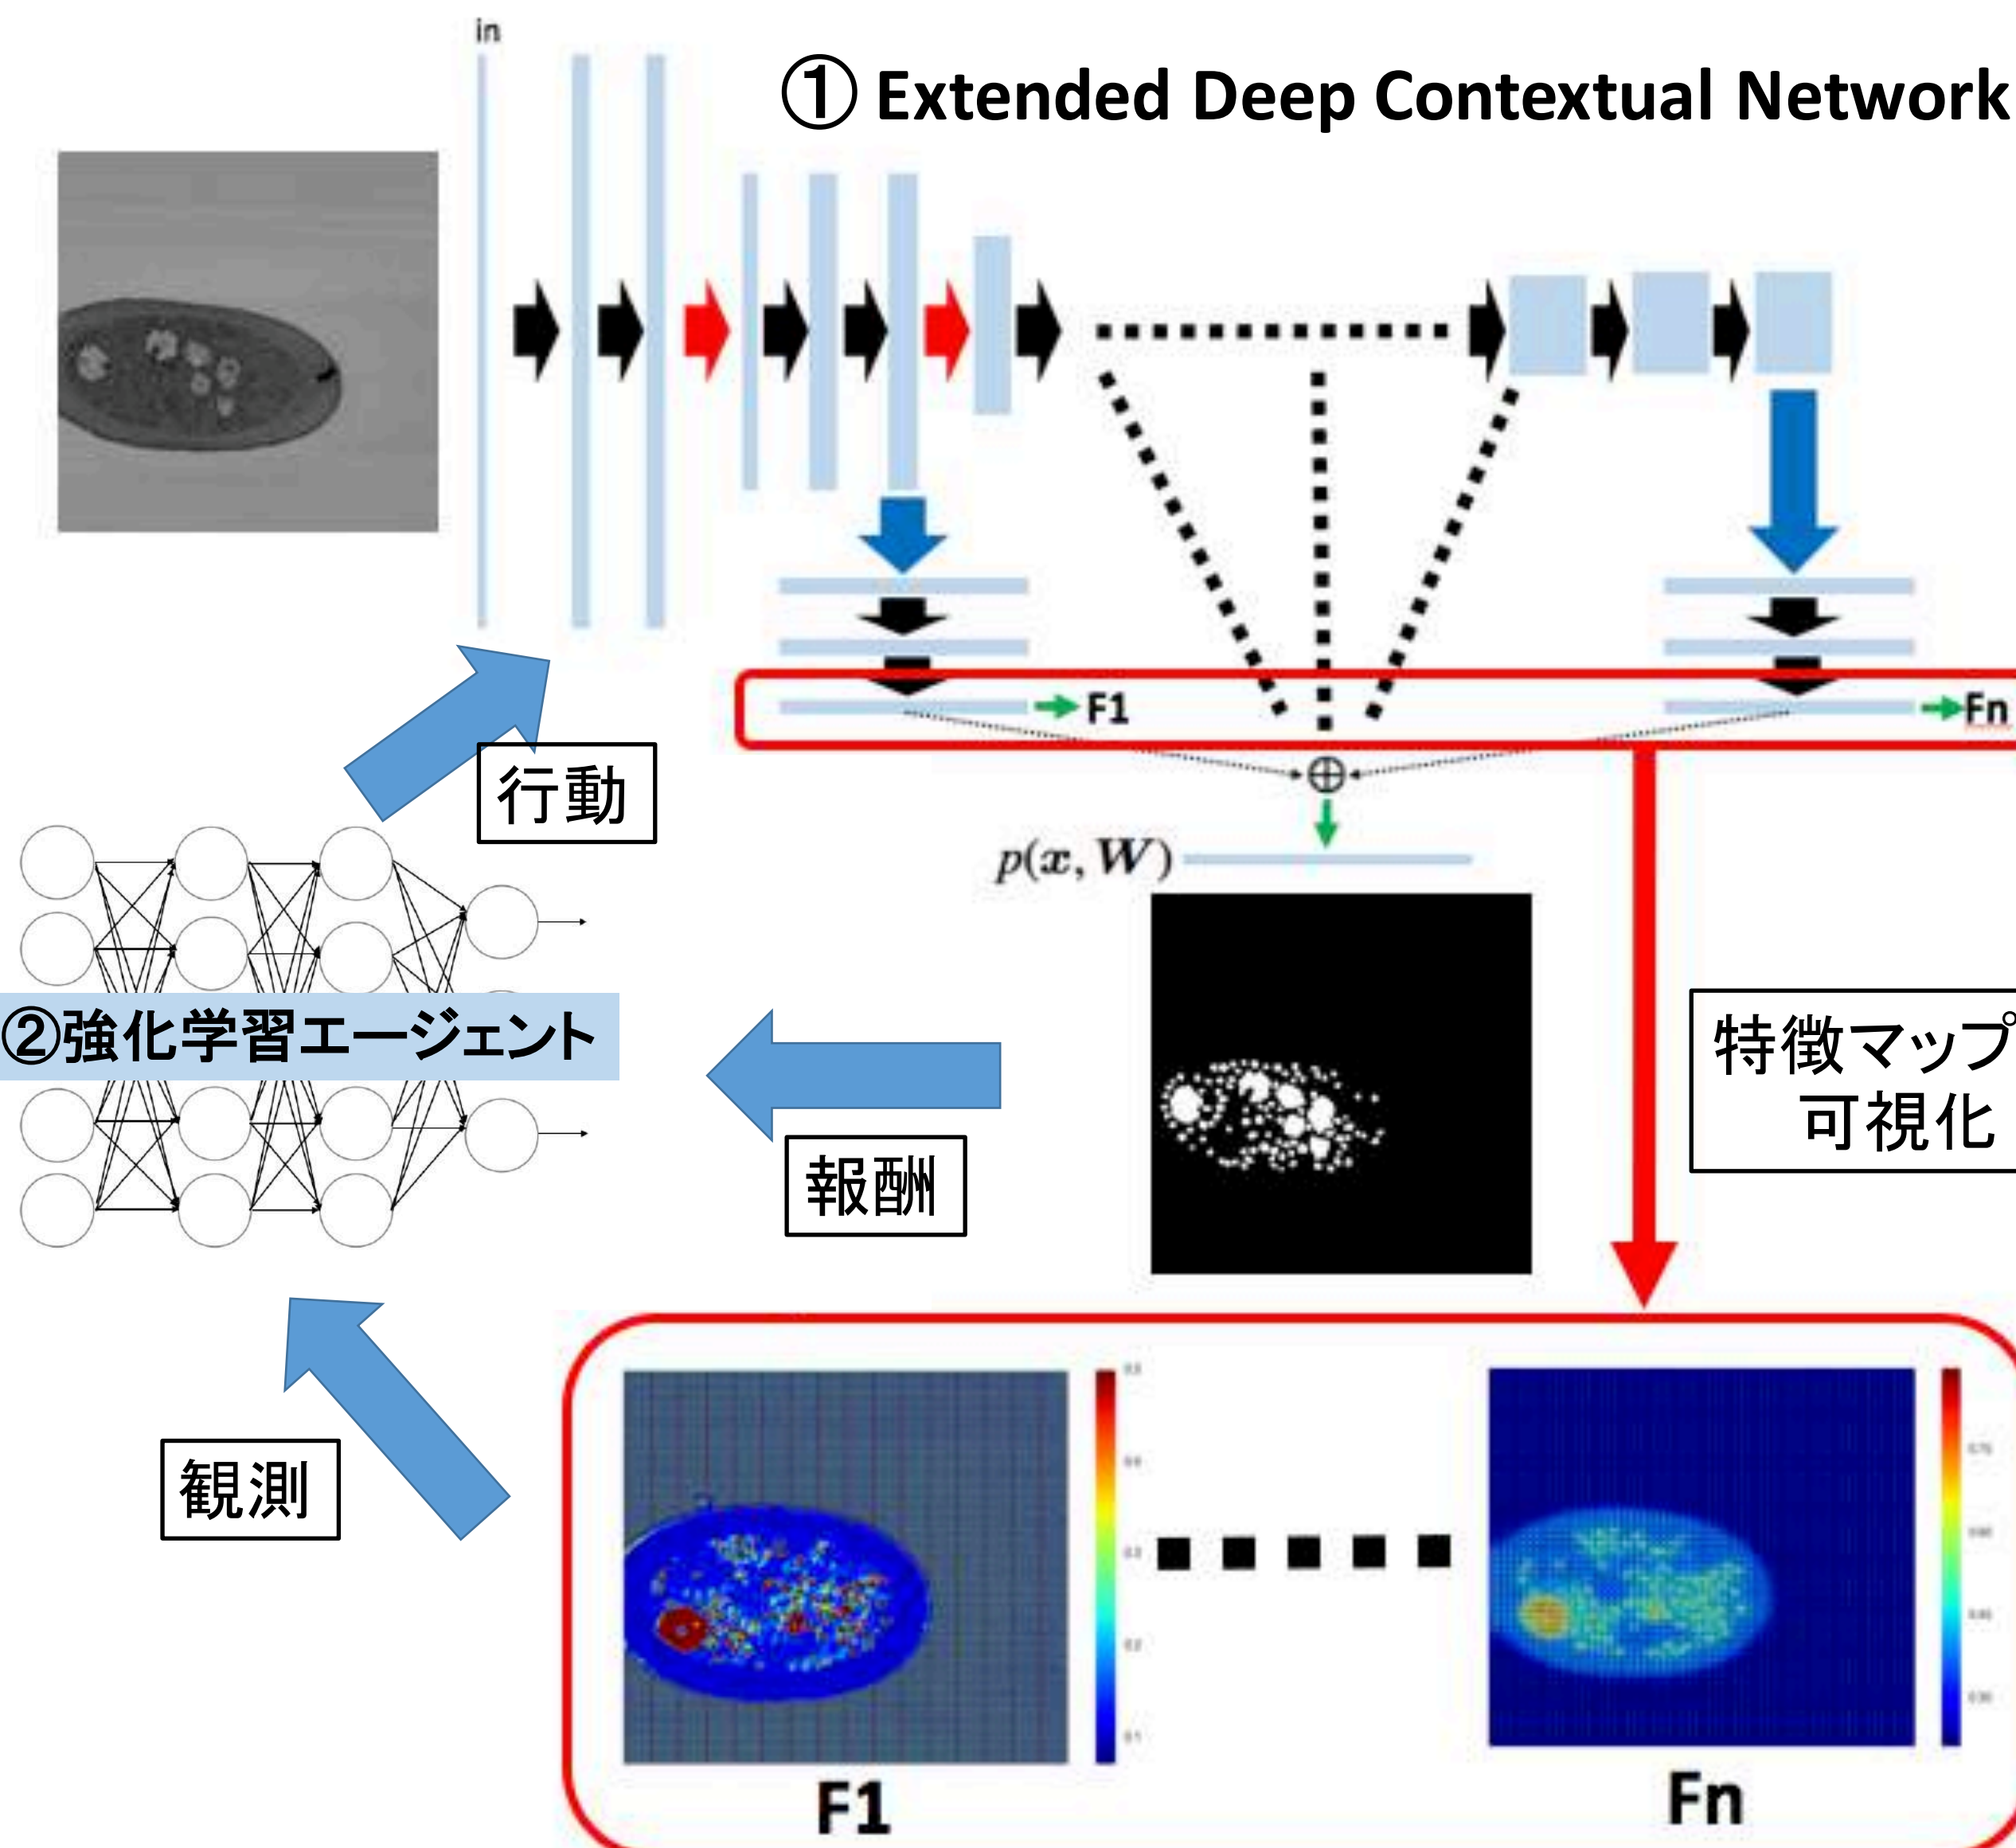 in
① Extended Deep Contextual Network
F1
Fn
行動
p(x, W)
②強化学習エージェント
特徴マップ
可視化
報酬
観測
F1
Fn